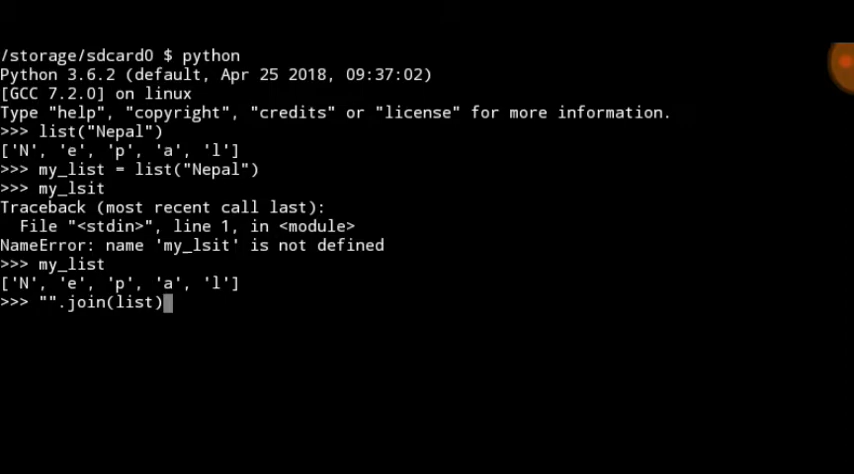 /storage/sdcard0 $ python
Python 3.6.2 (default, Apr 25 2018, 09:37:02)
[GCC 7.2.0] on linux
Type "help", "copyright", "credits" or "license" for more information.
>>> list("Nepal")
['N', 'e', 'p', 'a', 'l']
>>> my_list = list("Nepal")
>>> my_lsit
Traceback (most recent call last):
  File "<stdin>", line 1, in <module>
NameError: name 'my_lsit' is not defined
>>> my_list
['N', 'e', 'p', 'a', 'l']
>>> "".join(list)